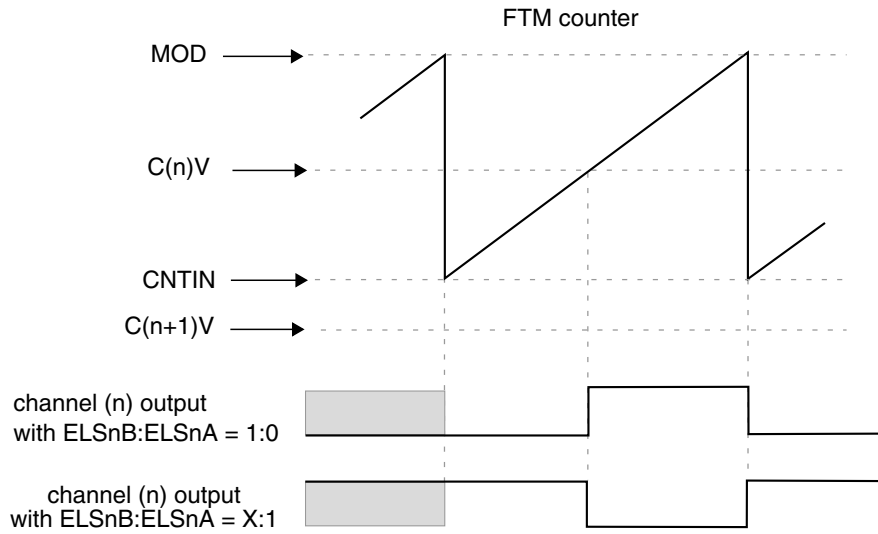 FTM counter
MOD
C(n)V
CNTIN
C(n+1)V
channel (n) output
with ELSnB:ELSnA = 1:0
channel (n) output
with ELSnB:ELSnA = X:1